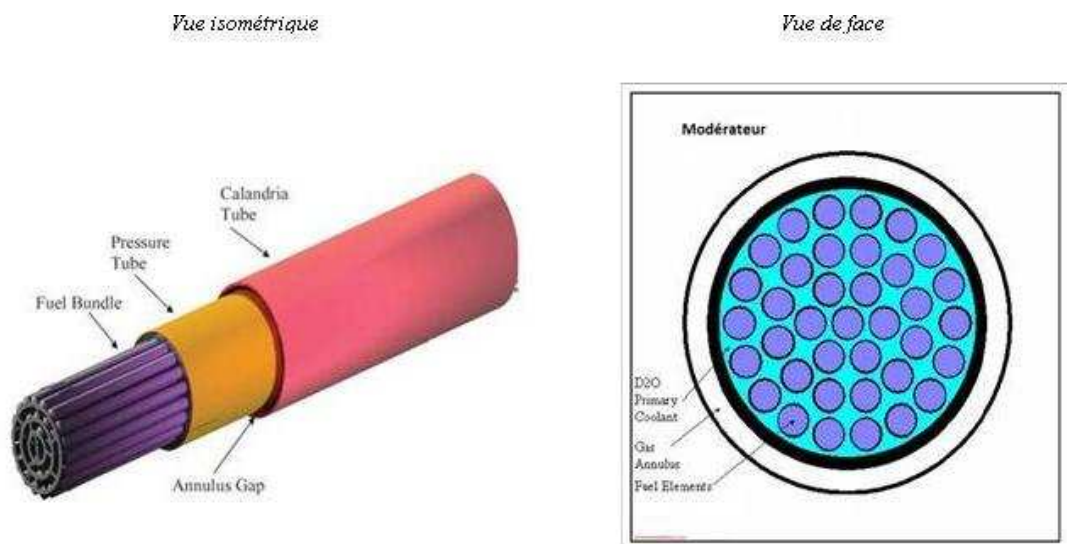 Vue isométrique
Vue de face
Calandria
Tube
Pressure
Tube
Fuel Bundle
Annulus Gap
Modérateur
D2O
Primary
Coolant
Gas
Annulus
Fuel Elements